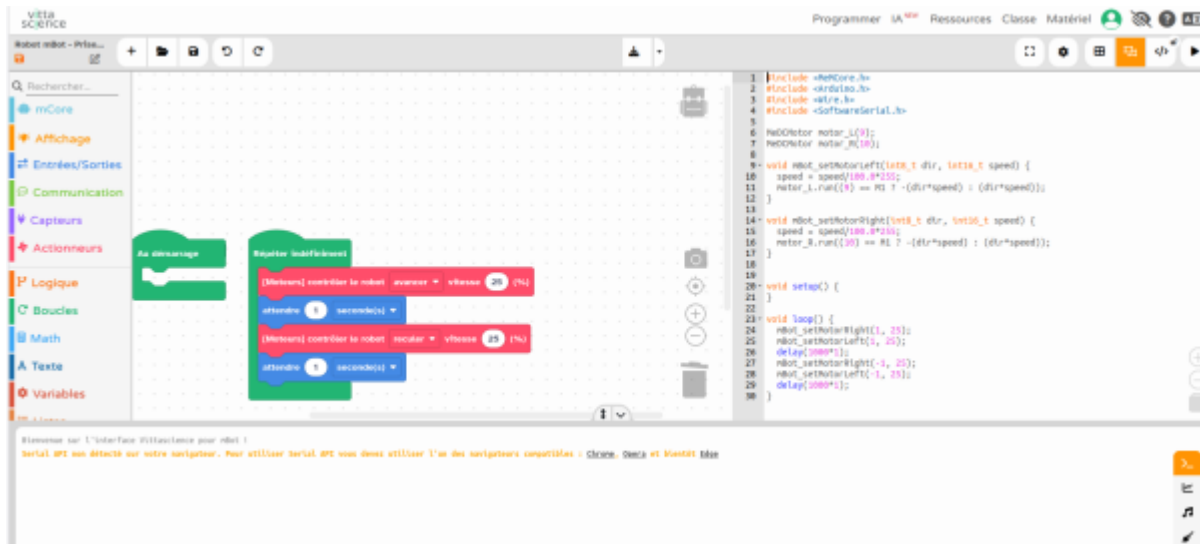 vitta
science
Programmer IA NEW Ressources Classe Matériel
Robot mBot - Prise...
Rechercher...
mCore
Affichage
Entrées/Sorties
Communication
Capteurs
Actionneurs
Logique
Boucles
Math
Texte
Variables
Au démarrage
Répéter indéfiniment
[Moteurs] contrôler le robot avancer vitesse 25 (%)
attendre 1 seconde(s)
[Moteurs] contrôler le robot reculer vitesse 25 (%)
attendre 1 seconde(s)
1 #include <MeMCore.h>
2 #include <Arduino.h>
3 #include <Wire.h>
4 #include <SoftwareSerial.h>
5
6 MeDCMotor motor_L(9);
7 MeDCMotor motor_R(10);
8
9 void mBot_setMotorLeft(int8_t dir, int16_t speed) {
10 speed = speed/100.0*255;
11 motor_L.run((9) == M1 ? -(dir*speed) : (dir*speed));
12 }
13
14 void mBot_setMotorRight(int8_t dir, int16_t speed) {
15 speed = speed/100.0*255;
16 motor_R.run((10) == M1 ? -(dir*speed) : (dir*speed));
17 }
18
19
20 void setup() {
21 }
22
23 void loop() {
24 mBot_setMotorRight(1, 25);
25 mBot_setMotorLeft(1, 25);
26 delay(1000*1);
27 mBot_setMotorRight(-1, 25);
28 mBot_setMotorLeft(-1, 25);
29 delay(1000*1);
30 }
Bienvenue sur l'interface Vittascience pour mBot !
Serial API non détecté sur votre navigateur. Pour utiliser Serial API vous devez utiliser l'un des navigateurs compatibles : Chrome, Opera et bientôt Edge